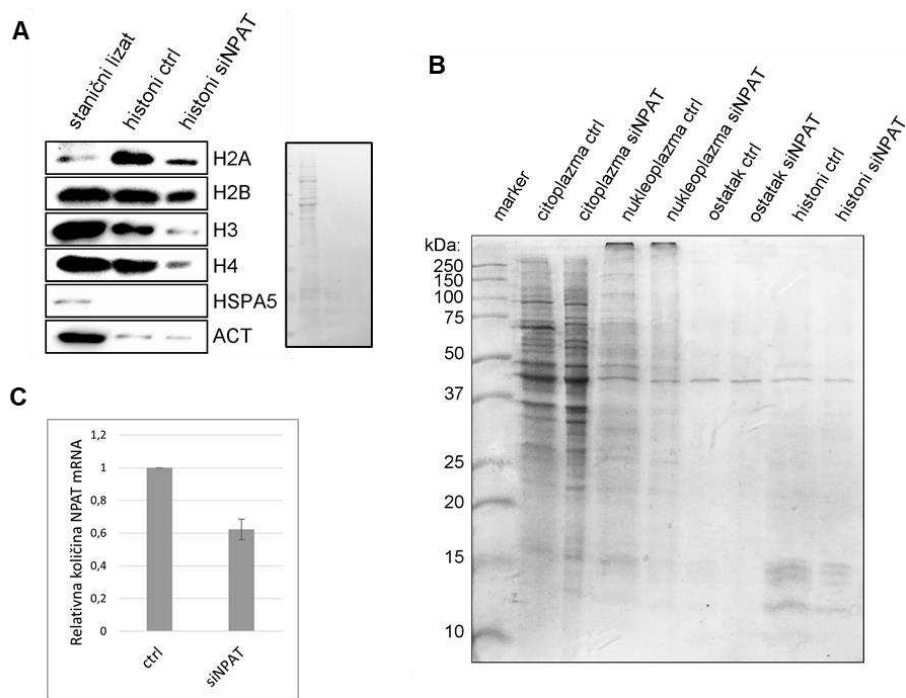 A
stanični lizat
histoni ctrl
histoni siNPAT
H2A
H2B
H3
H4
HSPA5
ACT
B
marker
citoplazma ctrl
citoplazma siNPAT
nukleoplazma ctrl
nukleoplazma siNPAT
ostatak ctrl
ostatak siNPAT
histoni ctrl
histoni siNPAT
kDa:
250
150
100
75
50
37
25
20
15
10
C
Relativna količina NPAT mRNA
1,2
1
0,8
0,6
0,4
0,2
0
ctrl
siNPAT